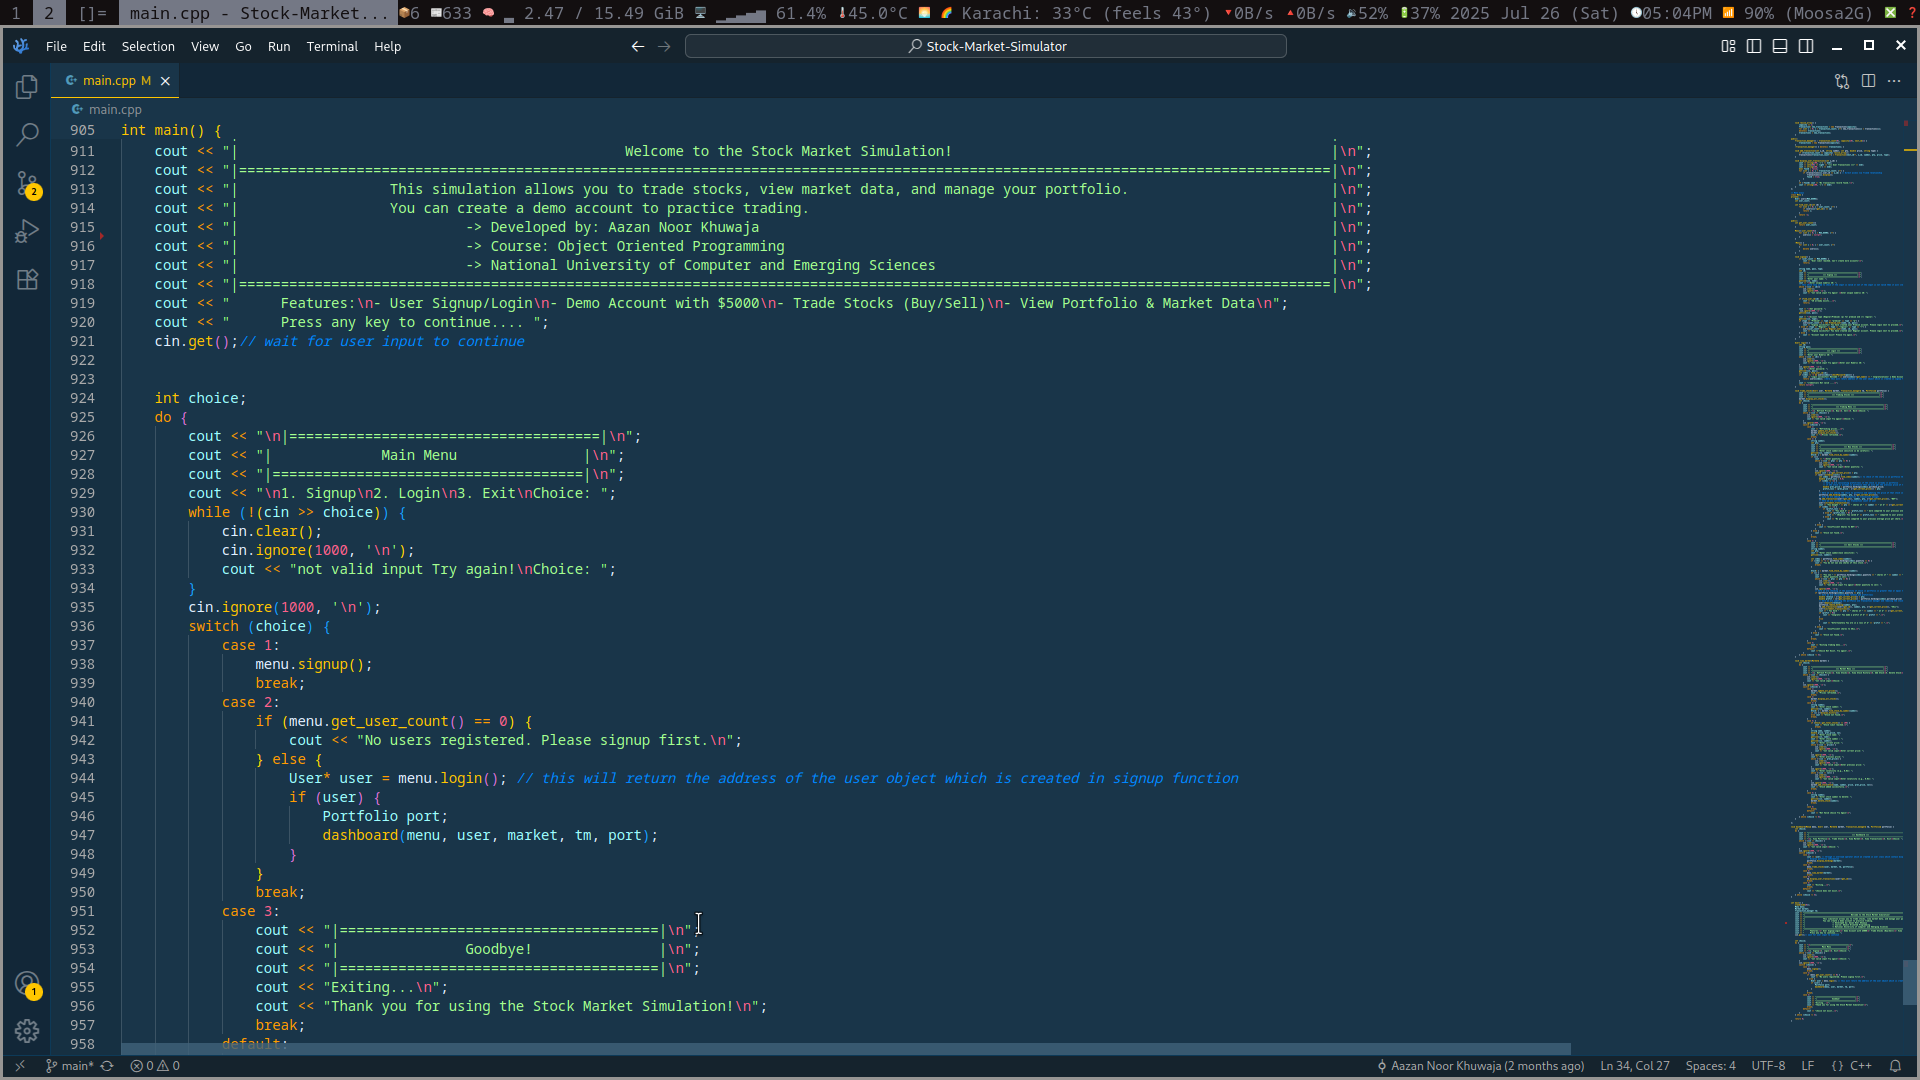 1 2 []= main.cpp - Stock-Market... 6 633 2.47 / 15.49 GiB 61.4% 45.0°C Karachi: 33°C (feels 43°) 0B/s 0B/s 52% 37% 2025 Jul 26 (Sat) 05:04PM 90% (Moosa2G) ?
File Edit Selection View Go Run Terminal Help Stock-Market-Simulator
main.cpp M
main.cpp
905 int main() {
911 cout << "| Welcome to the Stock Market Simulation! |\n";
912 cout << "|==================================================================================================================================|\n";
913 cout << "| This simulation allows you to trade stocks, view market data, and manage your portfolio. |\n";
914 cout << "| You can create a demo account to practice trading. |\n";
915 cout << "| -> Developed by: Aazan Noor Khuwaja |\n";
916 cout << "| -> Course: Object Oriented Programming |\n";
917 cout << "| -> National University of Computer and Emerging Sciences |\n";
918 cout << "|==================================================================================================================================|\n";
919 cout << " Features:\n- User Signup/Login\n- Demo Account with $5000\n- Trade Stocks (Buy/Sell)\n- View Portfolio & Market Data\n";
920 cout << " Press any key to continue.... ";
921 cin.get();// wait for user input to continue
922
923
924 int choice;
925 do {
926 cout << "\n|=====================================|\n";
927 cout << "| Main Menu |\n";
928 cout << "|=====================================|\n";
929 cout << "\n1. Signup\n2. Login\n3. Exit\nChoice: ";
930 while (!(cin >> choice)) {
931 cin.clear();
932 cin.ignore(1000, '\n');
933 cout << "not valid input Try again!\nChoice: ";
934 }
935 cin.ignore(1000, '\n');
936 switch (choice) {
937 case 1:
938 menu.signup();
939 break;
940 case 2:
941 if (menu.get_user_count() == 0) {
942 cout << "No users registered. Please signup first.\n";
943 } else {
944 User* user = menu.login(); // this will return the address of the user object which is created in signup function
945 if (user) {
946 Portfolio port;
947 dashboard(menu, user, market, tm, port);
948 }
949 }
950 break;
951 case 3:
952 cout << "|======================================|\n";
953 cout << "| Goodbye! |\n";
954 cout << "|======================================|\n";
955 cout << "Exiting...\n";
956 cout << "Thank you for using the Stock Market Simulation!\n";
957 break;
958 default:
main* 0 0 Aazan Noor Khuwaja (2 months ago) Ln 34, Col 27 Spaces: 4 UTF-8 LF {} C++